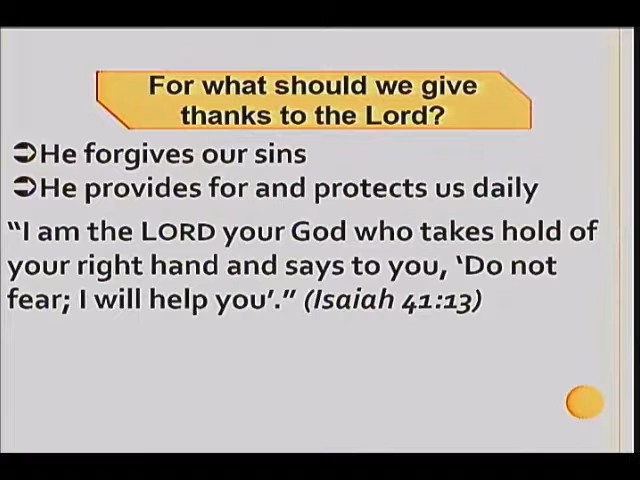 For what should we give
thanks to the Lord?
➲He forgives our sins
➲He provides for and protects us daily
“I am the LORD your God who takes hold of
your right hand and says to you, ‘Do not
fear; I will help you’.” (Isaiah 41:13)